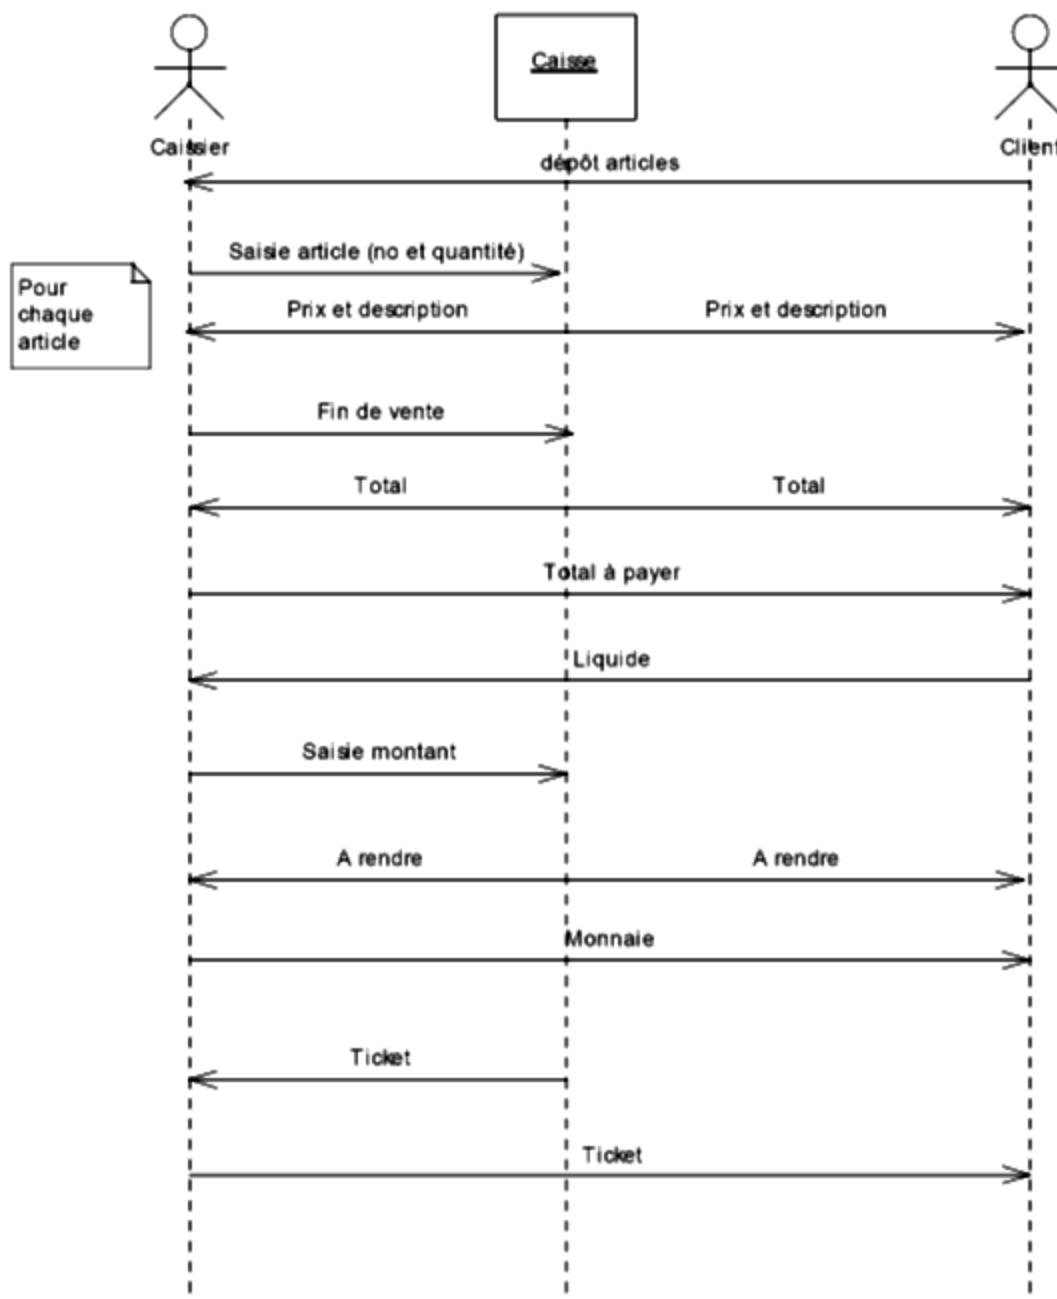 Caisse
Caissier
Client
dépôt articles
Saisie article (no et quantité)
Pour
chaque
article
Prix et description
Prix et description
Fin de vente
Total
Total
Total à payer
Liquide
Saisie montant
A rendre
A rendre
Monnaie
Ticket
Ticket